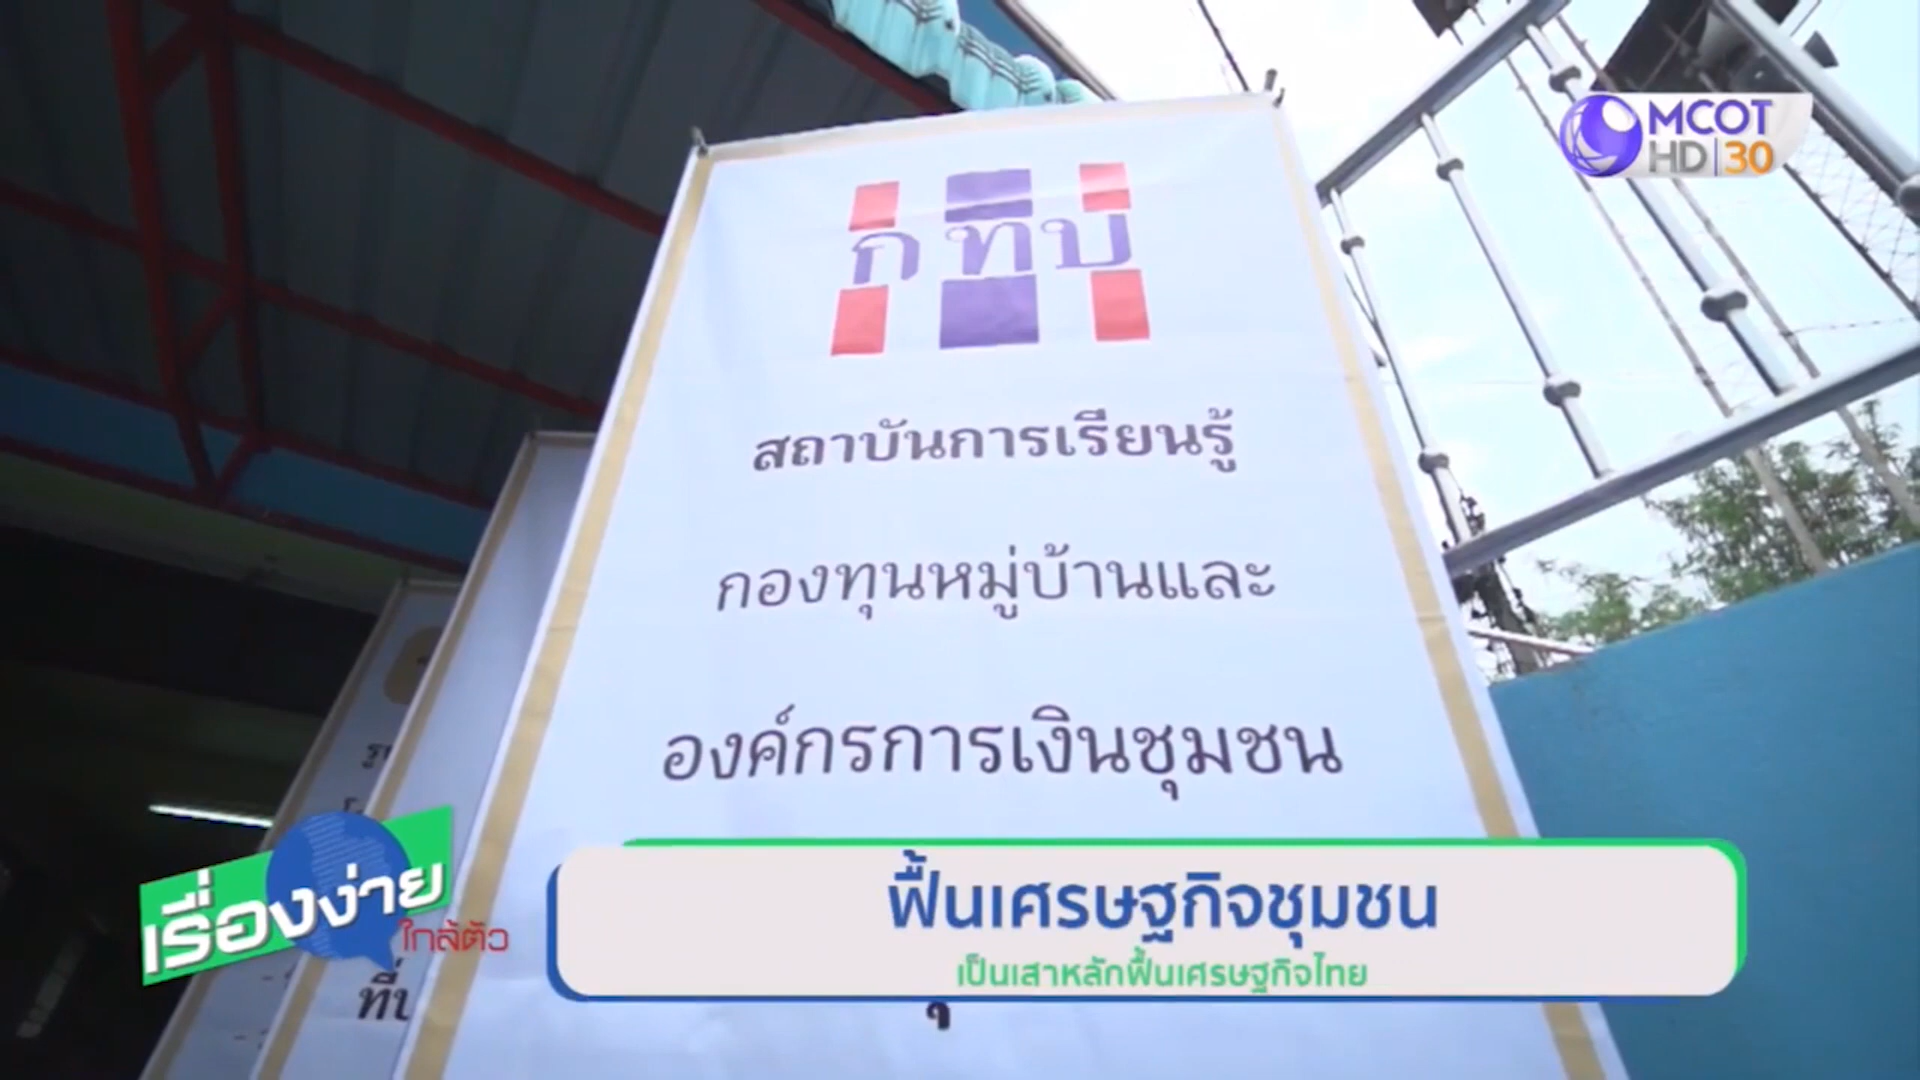 MCOT
HD 30
กทบ
สถาบันการเรียนรู้
กองทุนหมู่บ้านและ
องค์กรการเงินชุมชน
เรื่องง่าย
ใกล้ตัว
ฟื้นเศรษฐกิจชุมชน
เป็นเสาหลักฟื้นเศรษฐกิจไทย